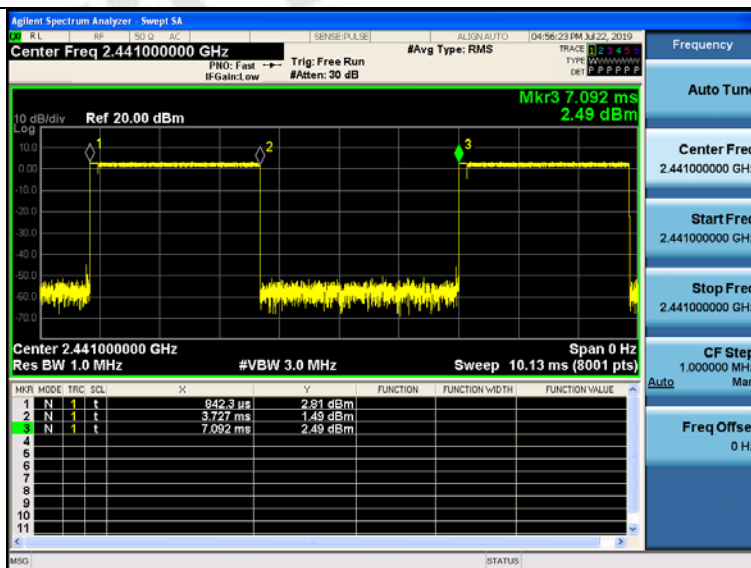 Agilent Spectrum Analyzer - Swept SA
RL RF 50 Ω AC SENSE:PULSE ALIGNAUTO 04:56:23 PM Jul 22, 2019
Center Freq 2.441000000 GHz #Avg Type: RMS TRACE 1 2 3 4 5 6
PNO: Fast Trig: Free Run TYPE WWWWWW
IFGain:Low #Atten: 30 dB DET P P P P P P
Mkr3 7.092 ms
2.49 dBm
10 dB/div Ref 20.00 dBm
Log
10.0
0.00
-10.0
-20.0
-30.0
-40.0
-50.0
-60.0
-70.0
1
2
3
Center 2.441000000 GHz Span 0 Hz
Res BW 1.0 MHz #VBW 3.0 MHz Sweep 10.13 ms (8001 pts)
MKR MODE TRC SCL X Y FUNCTION FUNCTION WIDTH FUNCTION VALUE
1 N 1 t 842.3 us 2.81 dBm
2 N 1 t 3.727 ms 1.49 dBm
3 N 1 t 7.092 ms 2.49 dBm
4
5
6
7
8
9
10
11
MSG STATUS
Frequency
Auto Tune
Center Freq
2.441000000 GHz
Start Freq
2.441000000 GHz
Stop Freq
2.441000000 GHz
CF Step
1.000000 MHz
Auto Man
Freq Offset
0 Hz